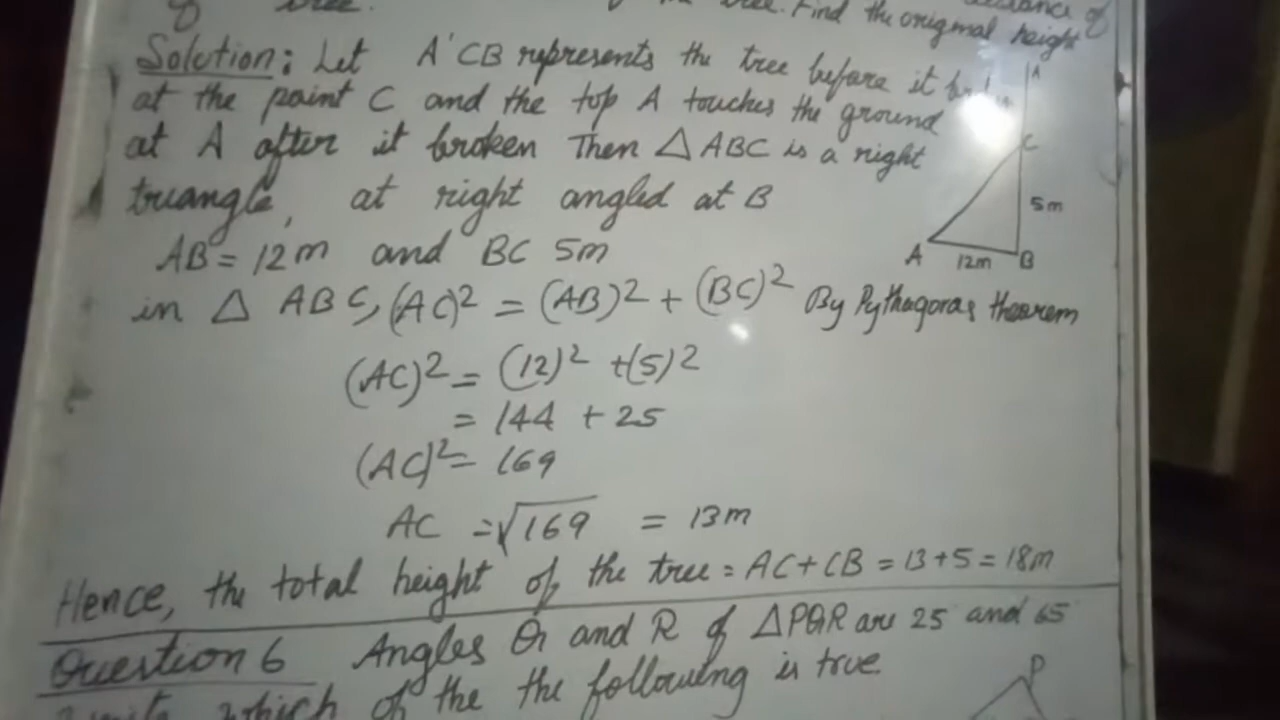 of tree. the tree. Find the original height
distance of
Solution: Let A'CB represents the tree before it
at the point C and the top A touches the ground
at A after it broken Then △ABC is a right
triangle, at right angled at B
AB = 12m and BC 5m
in △ ABC, (AC)² = (AB)² + (BC)² By Pythagoras theorem
(AC)² = (12)² +(5)²
= 144 + 25
(AC)² = 169
AC = √169 = 13m
Hence, the total height of the tree = AC + CB = 13+5 = 18m
Question 6 Angles Q and R of △PQR are 25 and 65
which of the the following is true.
A
C
5m
A 12m B
P